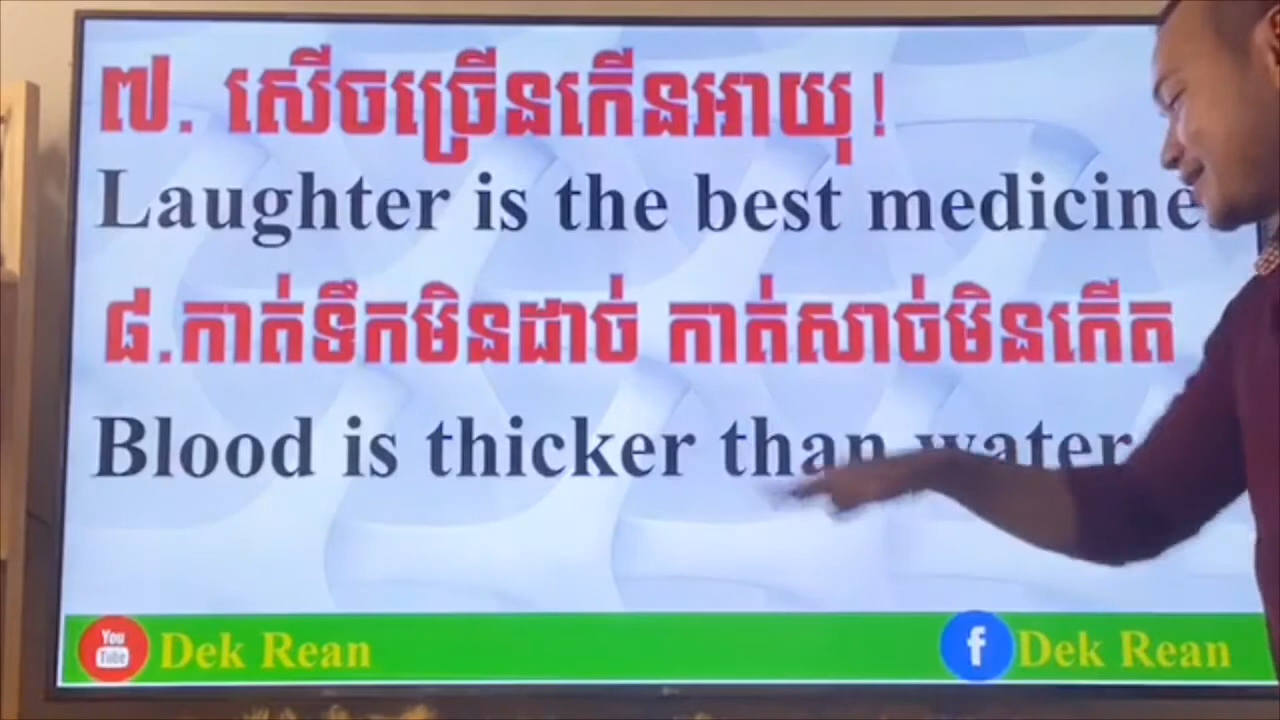 ៧. សើចច្រើនកើនអាយុ!
Laughter is the best medicine
៨.កាត់ទឹកមិនដាច់ កាត់សាច់មិនកើត
Blood is thicker than water
You Tube Dek Rean
f Dek Rean